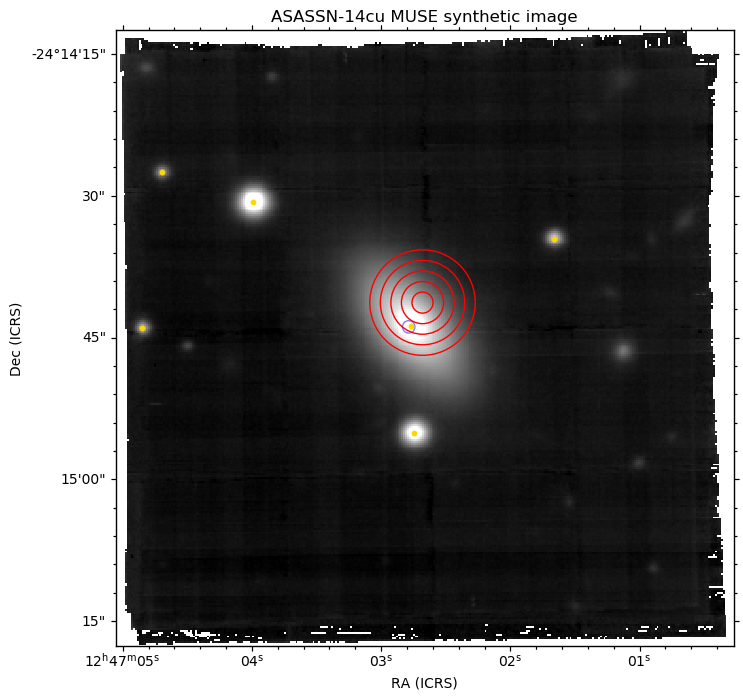 ASASSN-14cu MUSE synthetic image
-24°14'15"
30"
45"
15'00"
15"
Dec (ICRS)
12ʰ47ᵐ05ˢ
04ˢ
03ˢ
02ˢ
01ˢ
RA (ICRS)